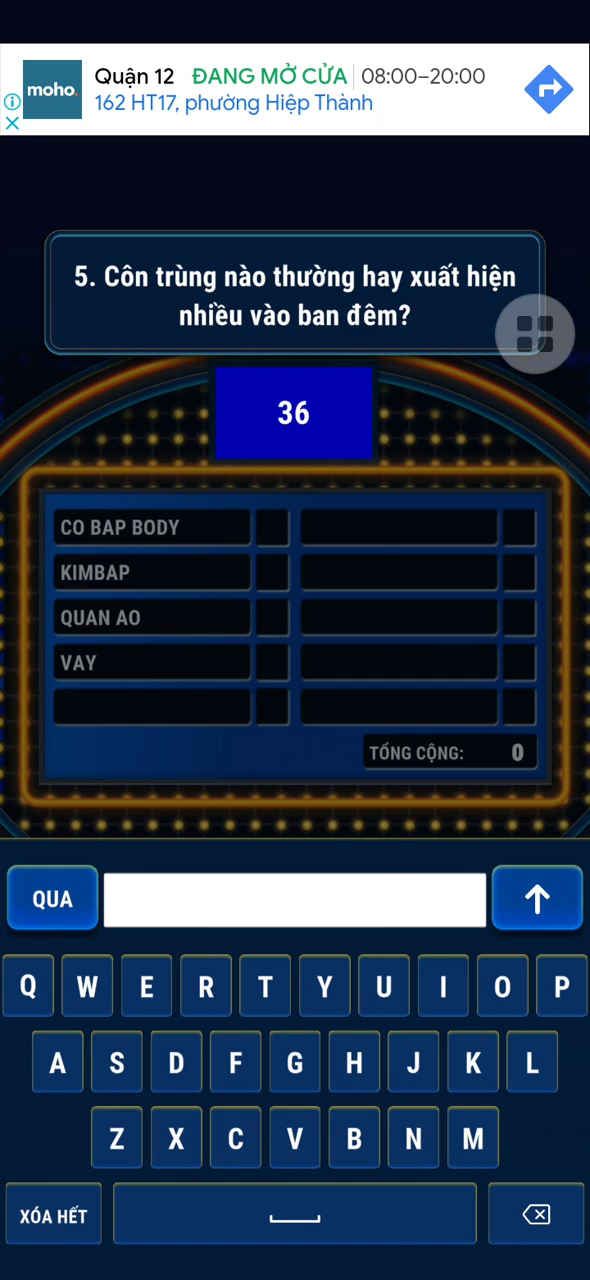 moho.
Quận 12 ĐANG MỞ CỬA 08:00–20:00
162 HT17, phường Hiệp Thành
5. Côn trùng nào thường hay xuất hiện
nhiều vào ban đêm?
36
CO BAP BODY
KIMBAP
QUAN AO
VAY
TỔNG CỘNG: 0
QUA
Q W E R T Y U I O P
A S D F G H J K L
Z X C V B N M
XÓA HẾT